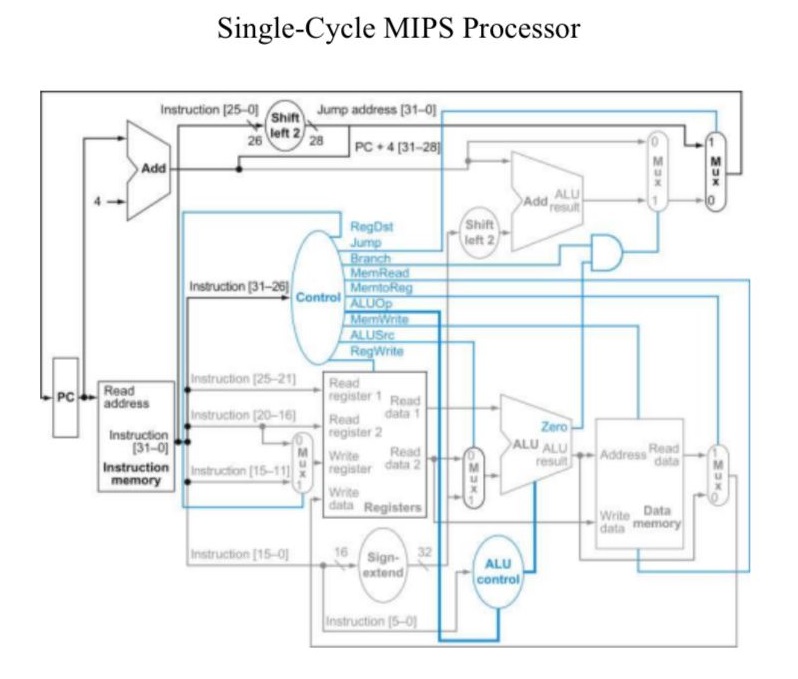 Single-Cycle MIPS Processor
Instruction [25–0]
Shift
left 2
Jump address [31–0]
26
28
PC + 4 [31–28]
Add
4
Add
ALU
result
0
M
u
x
1
1
M
u
x
0
Shift
left 2
RegDst
Jump
Branch
MemRead
MemtoReg
ALUOp
MemWrite
ALUSrc
RegWrite
Instruction [31–26]
Control
PC
Read
address
Instruction
[31–0]
Instruction
memory
Instruction [25–21]
Instruction [20–16]
Instruction [15–11]
0
M
u
x
1
Read
register 1
Read
register 2
Write
register
Write
data
Read
data 1
Read
data 2
Registers
0
M
u
x
1
Zero
ALU
ALU
result
Address
Read
data
Write
data
Data
memory
1
M
u
x
0
Instruction [15–0]
16
Sign-
extend
32
ALU
control
Instruction [5–0]